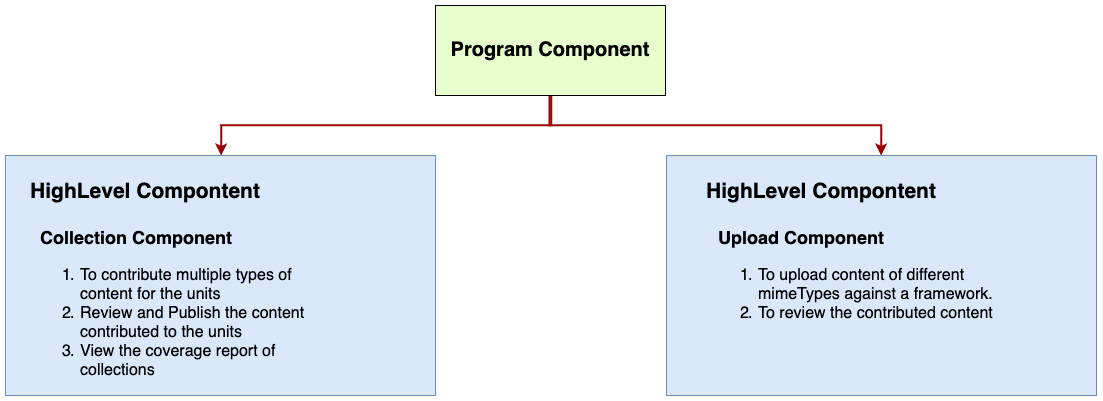 Program Component
HighLevel Compontent
Collection Component
1. To contribute multiple types of
content for the units
2. Review and Publish the content
contributed to the units
3. View the coverage report of
collections
HighLevel Compontent
Upload Component
1. To upload content of different
mimeTypes against a framework.
2. To review the contributed content